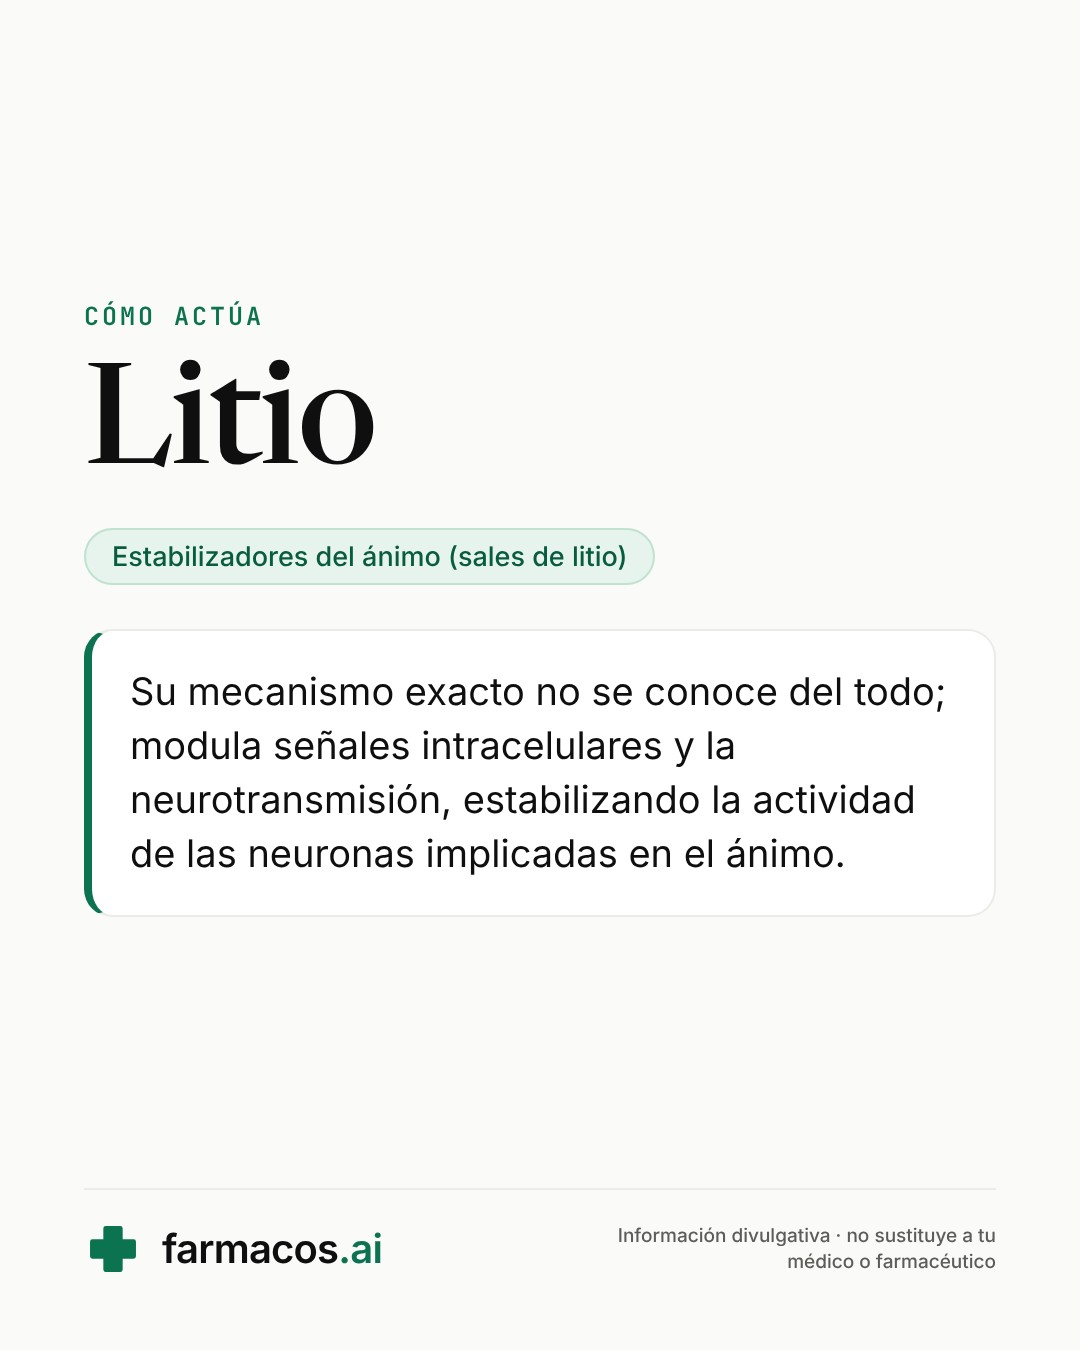 CÓMO ACTÚA
Litio
Estabilizadores del ánimo (sales de litio)
Su mecanismo exacto no se conoce del todo;
modula señales intracelulares y la
neurotransmisión, estabilizando la actividad
de las neuronas implicadas en el ánimo.
farmacos.ai
Información divulgativa · no sustituye a tu
médico o farmacéutico